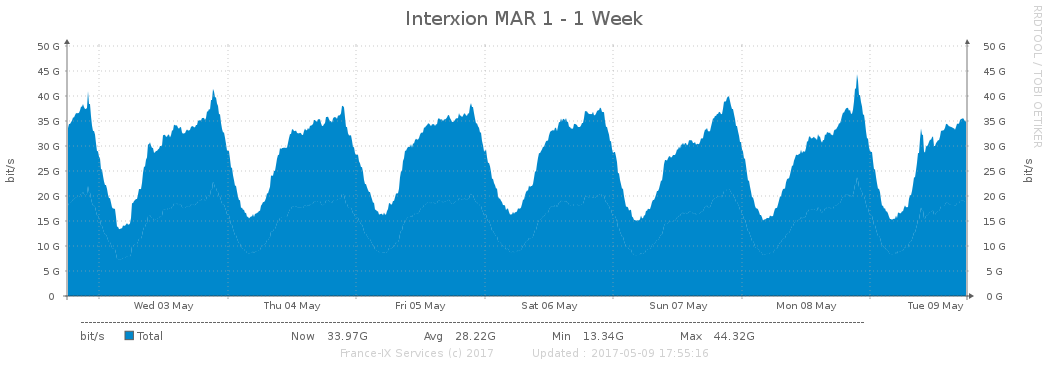 Interxion MAR 1 - 1 Week
RRDTOOL / TOBI OETIKER
50 G 50 G
45 G 45 G
40 G 40 G
35 G 35 G
30 G 30 G
25 G 25 G
20 G 20 G
15 G 15 G
10 G 10 G
5 G 5 G
0 0 G
bit/s bit/s
Wed 03 May Thu 04 May Fri 05 May Sat 06 May Sun 07 May Mon 08 May Tue 09 May
bit/s Total Now 33.97G Avg 28.22G Min 13.34G Max 44.32G
France-IX Services (c) 2017 Updated : 2017-05-09 17:55:16